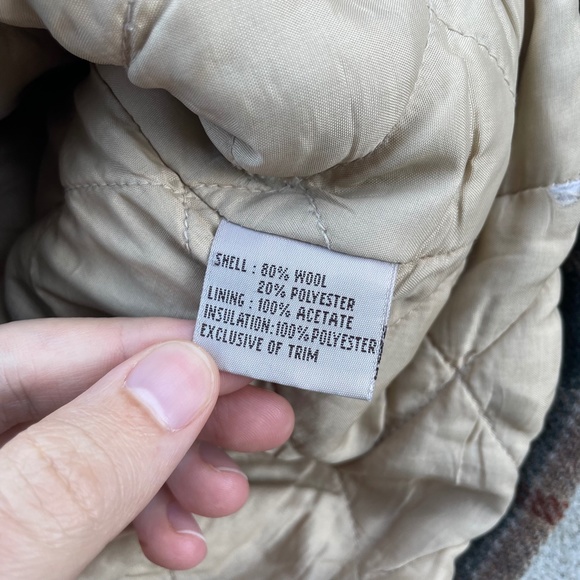 SHELL : 80% WOOL
20% POLYESTER
LINING : 100% ACETATE
INSULATION:100%POLYESTER
EXCLUSIVE OF TRIM